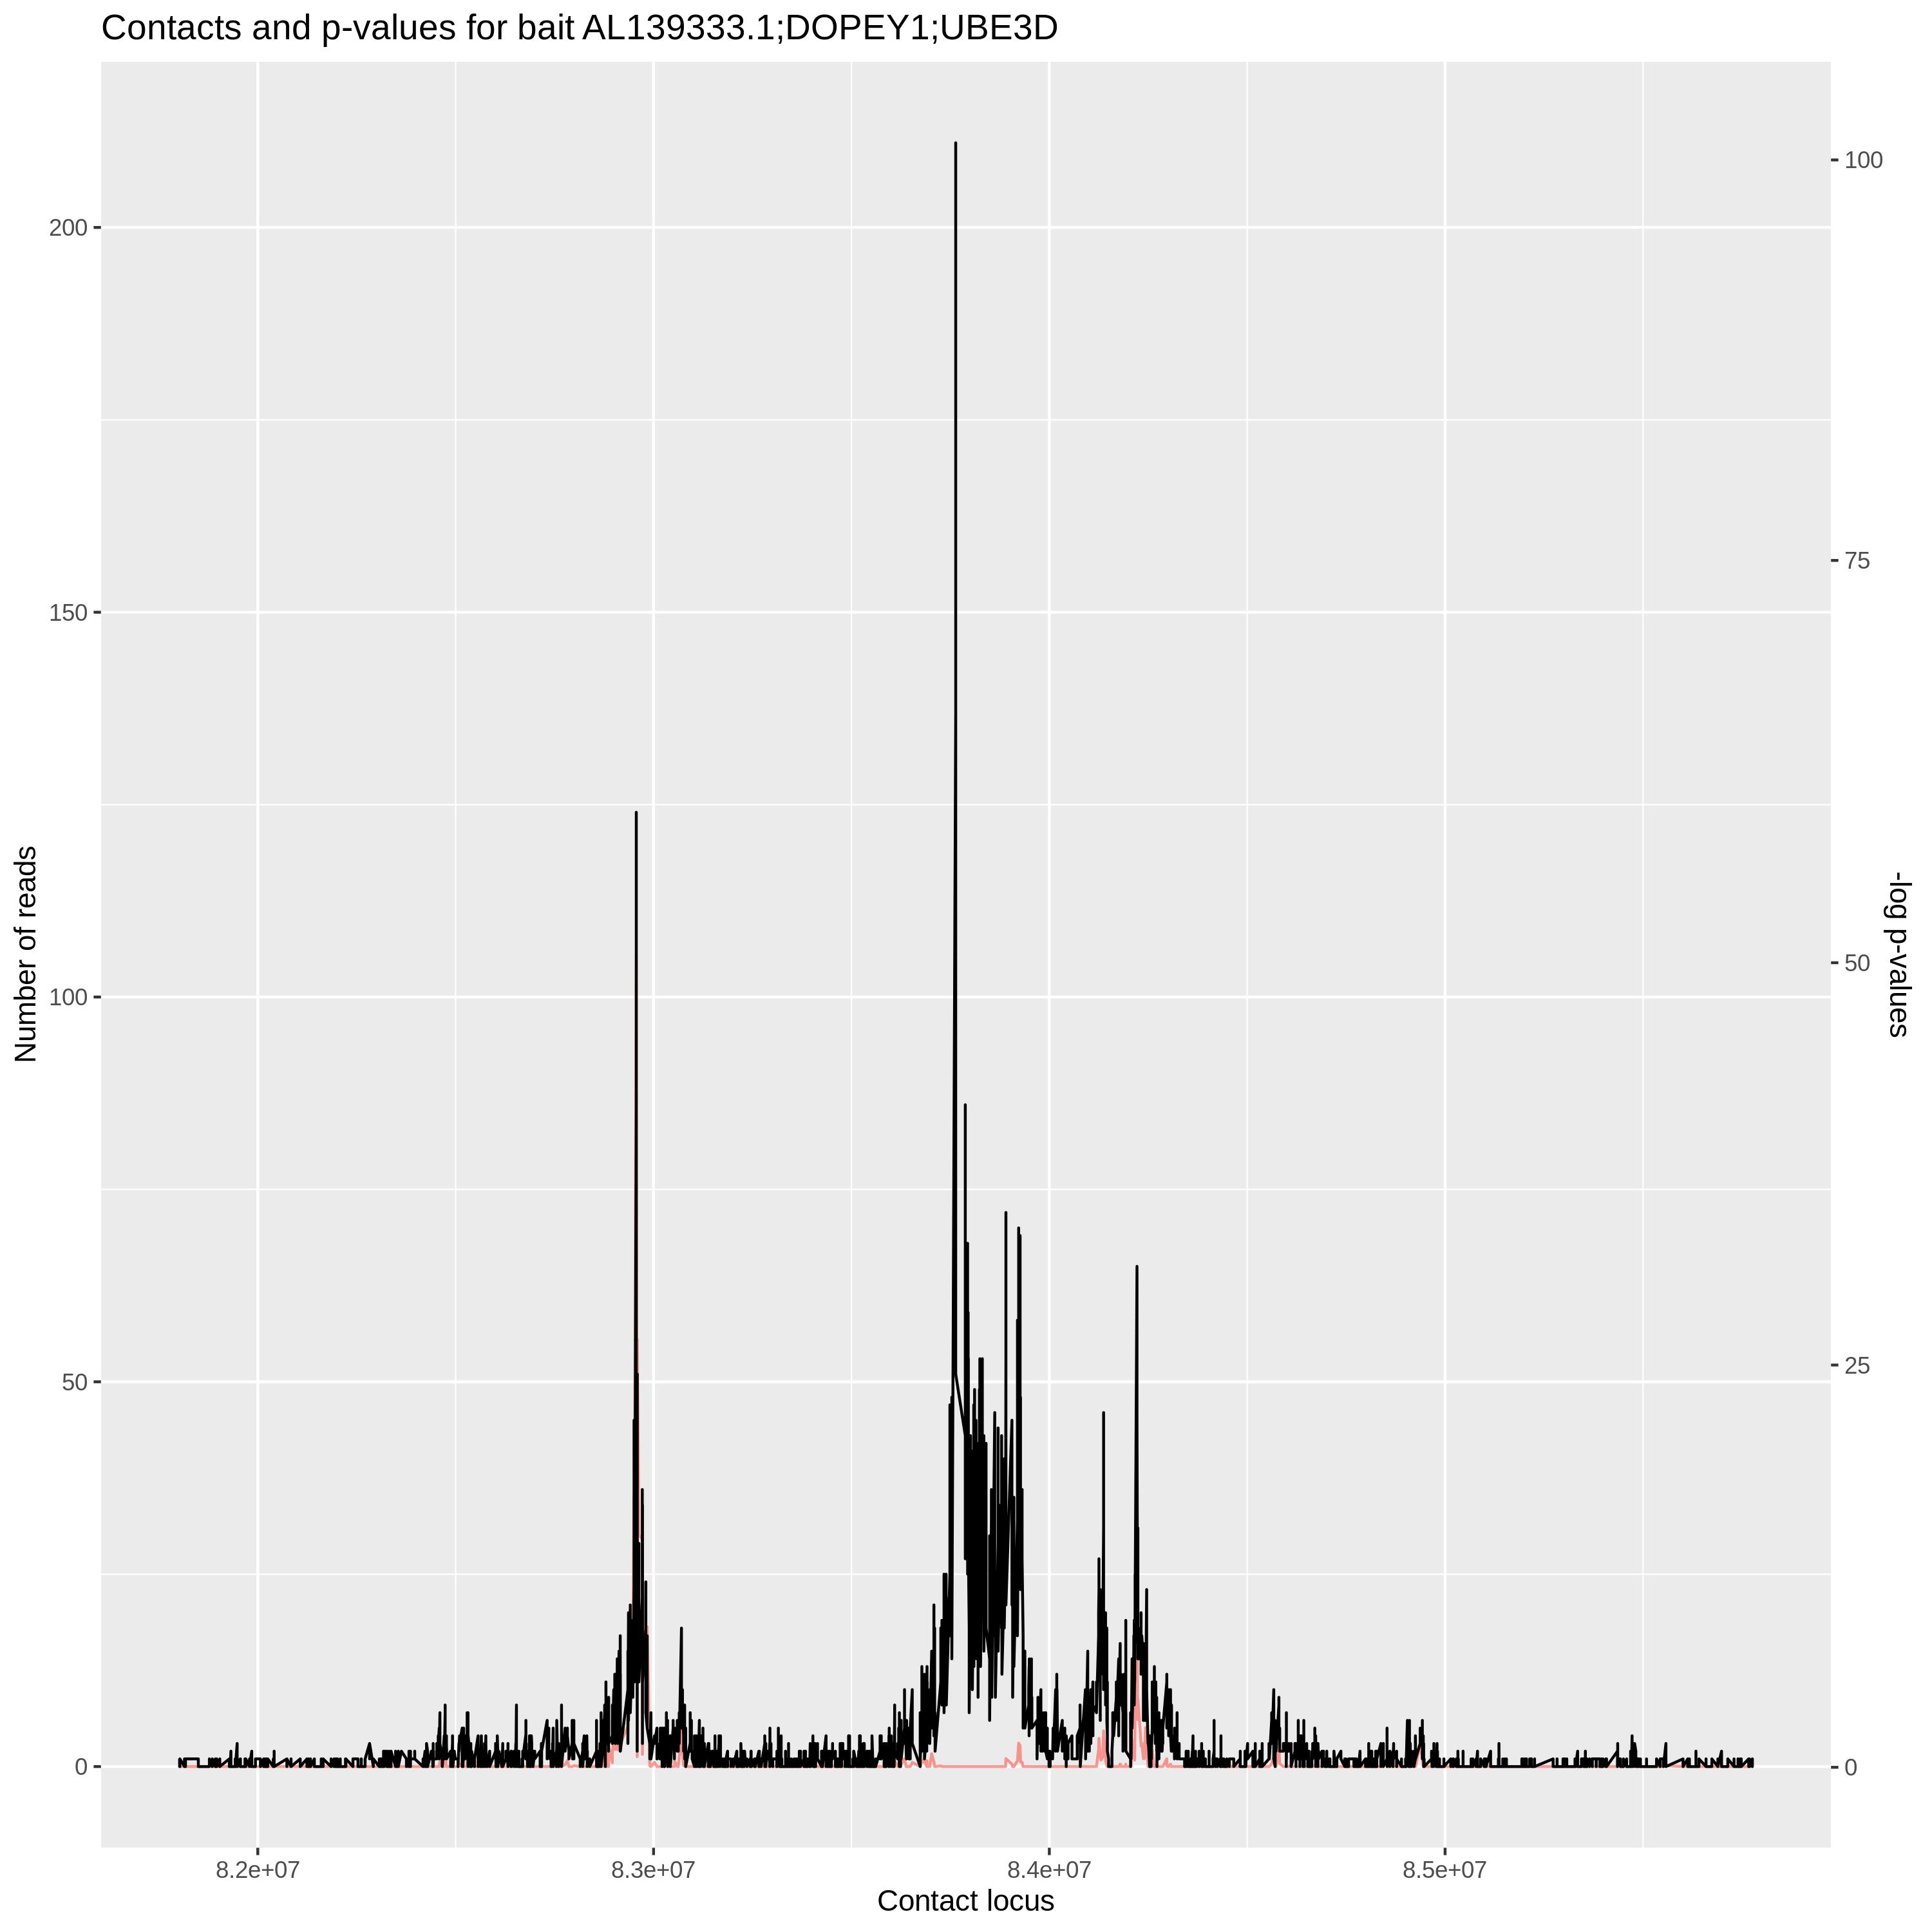 Contacts and p-values for bait AL139333.1;DOPEY1;UBE3D
200
150
100
50
0
Number of reads
100
75
50
25
0
-log p-values
8.2e+07
8.3e+07
8.4e+07
8.5e+07
Contact locus